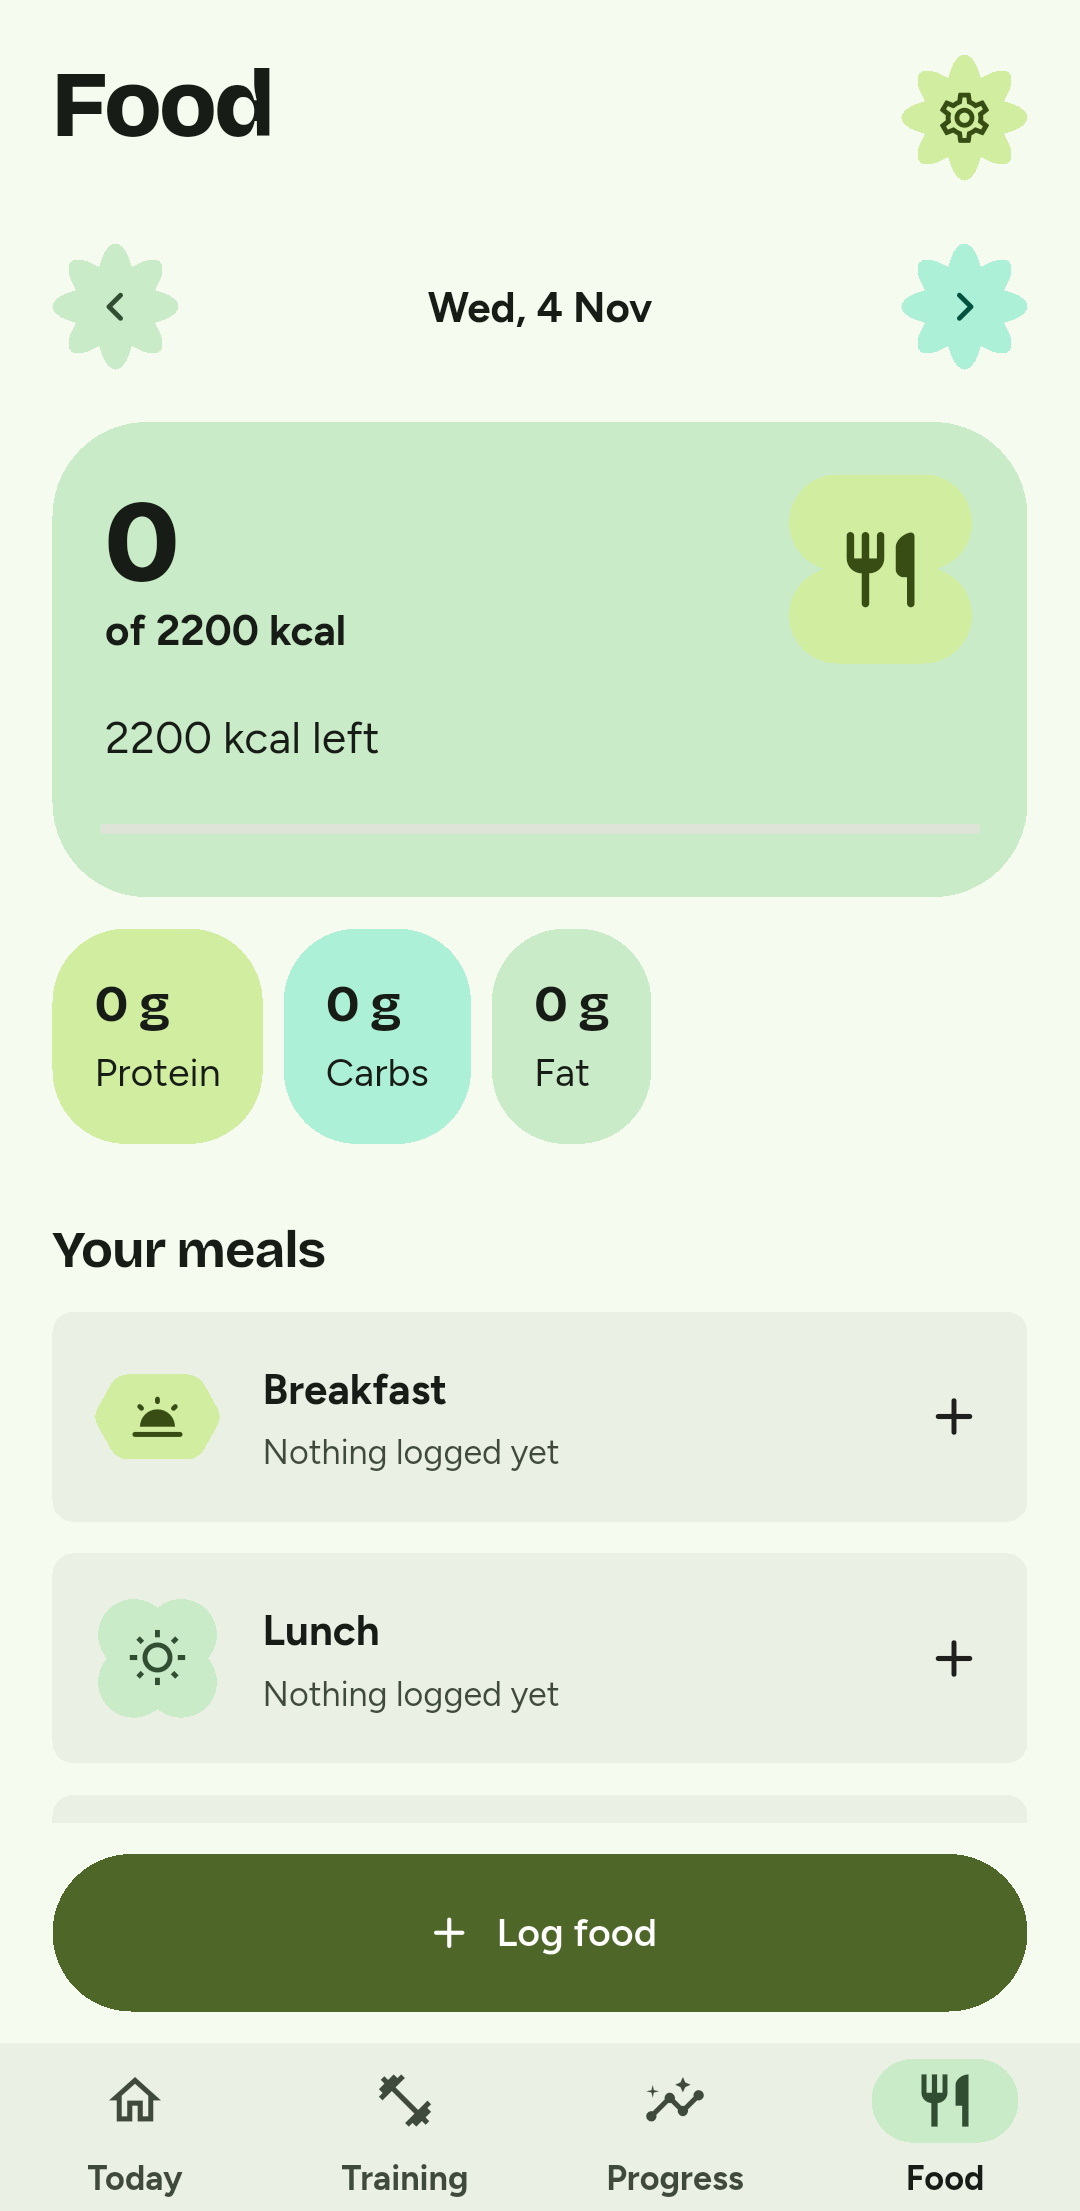 Food
Wed, 4 Nov
0
of 2200 kcal
2200 kcal left
0 g
Protein
0 g
Carbs
0 g
Fat
Your meals
Breakfast
Nothing logged yet
Lunch
Nothing logged yet
Log food
Today
Training
Progress
Food